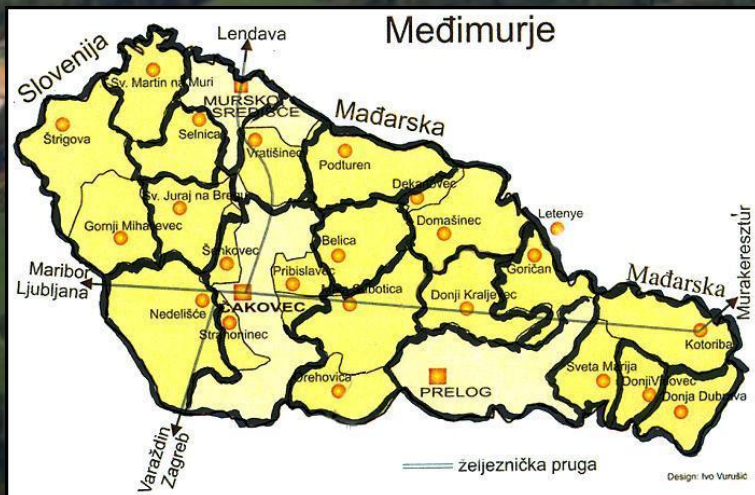 Lendava
Međimurje
Slovenija
Sv. Martin na Muri
MURSKO
SREDIŠĆE
Mađarska
Štrigova
Selnica
Vratišinec
Podturen
Dekanovec
Sv. Juraj na Bregu
Letenye
Gornji Mihaljevec
Domašinec
Belica
Šenkovec
Goričan
Mađarska
Murakeresztúr
Maribor
Ljubljana
Pribislavec
ČAKOVEC
Mala Subotica
Donji Kraljevec
Nedelišće
Strahoninec
Kotoriba
Sveta Marija
Orehovica
PRELOG
Donji Vidovec
Donja Dubrava
Varaždin
Zagreb
željeznička pruga
Design: Ivo Vurušić